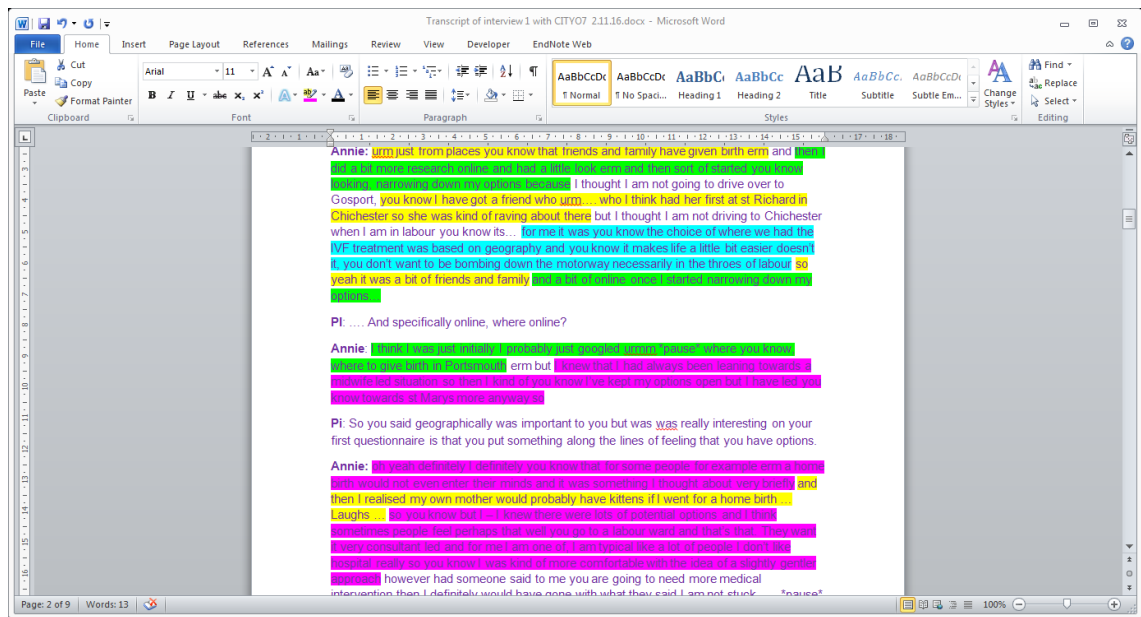 Transcript of interview 1 with CITYO7 2.11.16.docx - Microsoft Word
File Home Insert Page Layout References Mailings Review View Developer EndNote Web
Paste
Cut
Copy
Format Painter
Clipboard
Arial 11
Font
Paragraph
AaBbCcDc AaBbCcDc AaBbCc AaBbCc AaB AaBbCc. AaBbCcDc
¶ Normal ¶ No Spaci... Heading 1 Heading 2 Title Subtitle Subtle Em...
Change Styles
Styles
Find
Replace
Select
Editing
Annie: urm just from places you know that friends and family have given birth erm and then I
did a bit more research online and had a little look erm and then sort of started you know
looking, narrowing down my options because I thought I am not going to drive over to
Gosport, you know I have got a friend who urm.... who I think had her first at st Richard in
Chichester so she was kind of raving about there but I thought I am not driving to Chichester
when I am in labour you know its... for me it was you know the choice of where we had the
IVF treatment was based on geography and you know it makes life a little bit easier doesn't
it, you don't want to be bombing down the motorway necessarily in the throes of labour so
yeah it was a bit of friends and family and a bit of online once I started narrowing down my
options...
PI: .... And specifically online, where online?
Annie: I think I was just initially I probably just googled urmm *pause* where you know,
where to give birth in Portsmouth erm but I knew that I had always been leaning towards a
midwife led situation so then I kind of you know I've kept my options open but I have led you
know towards st Marys more anyway so
Pi: So you said geographically was important to you but was was really interesting on your
first questionnaire is that you put something along the lines of feeling that you have options.
Annie: oh yeah definitely I definitely you know that for some people for example erm a home
birth would not even enter their minds and it was something I thought about very briefly and
then I realised my own mother would probably have kittens if I went for a home birth ...
Laughs ... so you know but I – I knew there were lots of potential options and I think
sometimes people feel perhaps that well you go to a labour ward and that's that. They want
it very consultant led and for me I am one of, I am typical like a lot of people I don't like
hospital really so you know I was kind of more comfortable with the idea of a slightly gentler
approach however had someone said to me you are going to need more medical
intervention then I definitely would have gone with what they said I am not stuck .... *pause*
Page: 2 of 9 Words: 13 100%